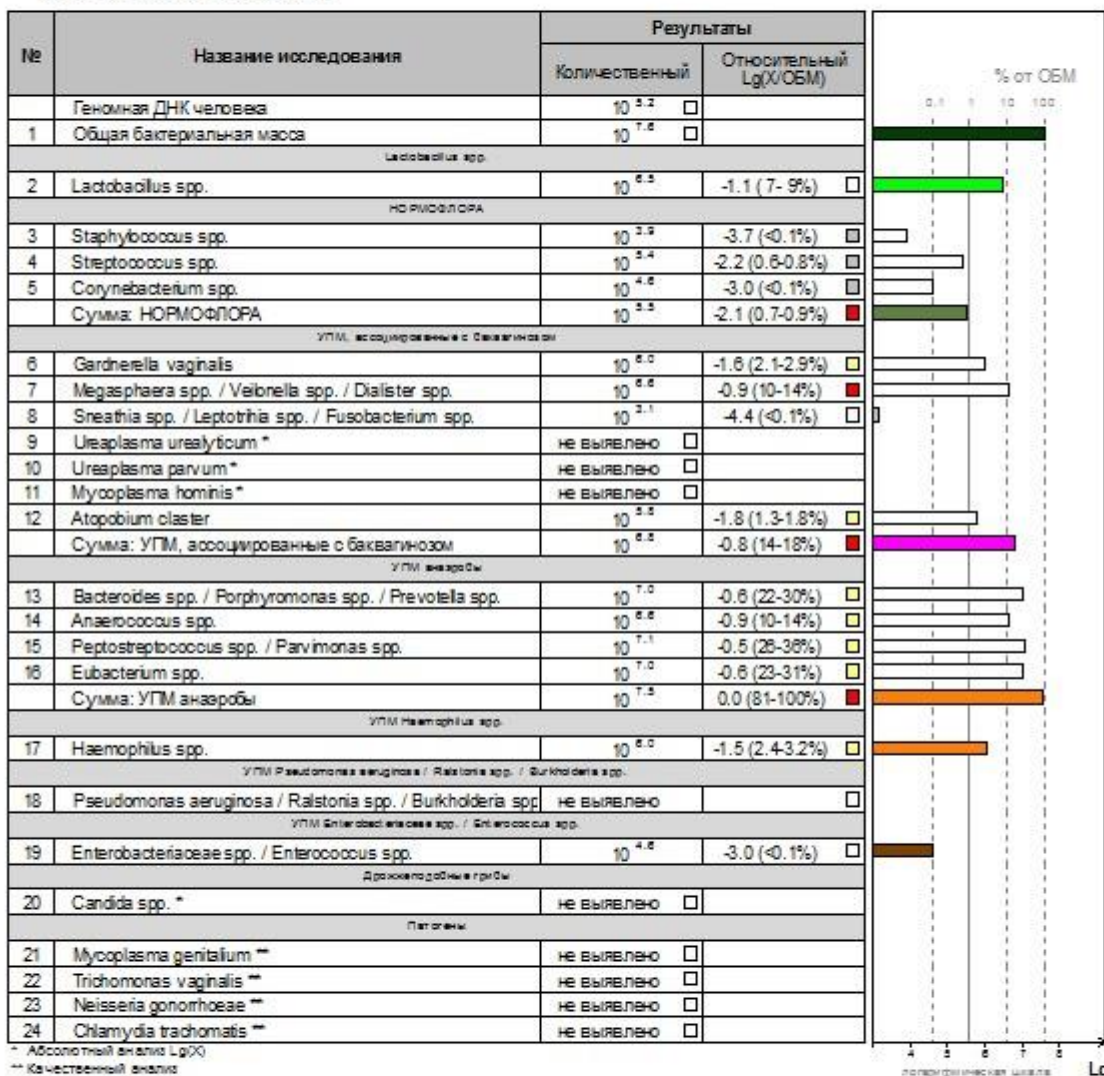 № Название исследования Результаты
Количественный Относительный Lg(X/ОБМ)
% от ОБМ
0.1 1 10 100
Геномная ДНК человека 10 5.2
1 Общая бактериальная масса 10 7.6
Lactobacillus spp.
2 Lactobacillus spp. 10 6.5 -1.1 (7- 9%)
НОРМОФЛОРА
3 Staphylococcus spp. 10 3.9 -3.7 (<0.1%)
4 Streptococcus spp. 10 5.4 -2.2 (0.6-0.8%)
5 Corynebacterium spp. 10 4.6 -3.0 (<0.1%)
Сумма: НОРМОФЛОРА 10 5.5 -2.1 (0.7-0.9%)
УПМ, ассоциированные с баквагинозом
6 Gardnerella vaginalis 10 6.0 -1.6 (2.1-2.9%)
7 Megasphaera spp. / Veilonella spp. / Dialister spp. 10 6.6 -0.9 (10-14%)
8 Sneathia spp. / Leptotrihia spp. / Fusobacterium spp. 10 3.1 -4.4 (<0.1%)
9 Ureaplasma urealyticum * не выявлено
10 Ureaplasma parvum * не выявлено
11 Mycoplasma hominis * не выявлено
12 Atopobium claster 10 5.8 -1.8 (1.3-1.8%)
Сумма: УПМ, ассоциированные с баквагинозом 10 6.8 -0.8 (14-18%)
УПМ анаэробы
13 Bacteroides spp. / Porphyromonas spp. / Prevotella spp. 10 7.0 -0.6 (22-30%)
14 Anaerococcus spp. 10 6.6 -0.9 (10-14%)
15 Peptostreptococcus spp. / Parvimonas spp. 10 7.1 -0.5 (26-36%)
16 Eubacterium spp. 10 7.0 -0.6 (23-31%)
Сумма: УПМ анаэробы 10 7.5 0.0 (81-100%)
УПМ Haemophilus spp.
17 Haemophilus spp. 10 6.0 -1.5 (2.4-3.2%)
УПМ Pseudomonas aeruginosa / Ralstonia spp. / Burkholderia spp.
18 Pseudomonas aeruginosa / Ralstonia spp. / Burkholderia spp не выявлено
УПМ Enterobacteriaceae spp. / Enterococcus spp.
19 Enterobacteriaceae spp. / Enterococcus spp. 10 4.6 -3.0 (<0.1%)
Дрожжеподобные грибы
20 Candida spp. * не выявлено
Патогены
21 Mycoplasma genitalium ** не выявлено
22 Trichomonas vaginalis ** не выявлено
23 Neisseria gonorrhoeae ** не выявлено
24 Chlamydia trachomatis ** не выявлено
* Абсолютный анализ Lg(X)
** Качественный анализ
4 5 6 7 8
логарифмическая шкала Lg